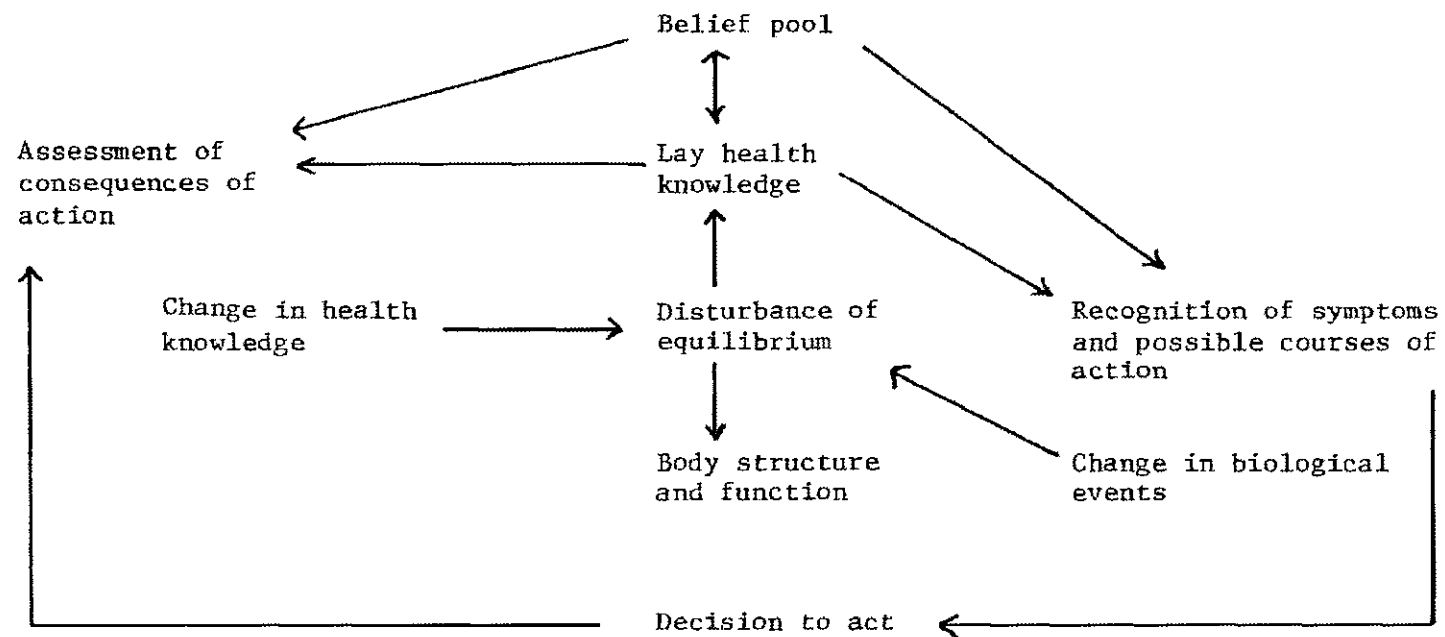 Belief pool
Assessment of
consequences of
action
Lay health
knowledge
Change in health
knowledge
Disturbance of
equilibrium
Recognition of symptoms
and possible courses of
action
Body structure
and function
Change in biological
events
Decision to act